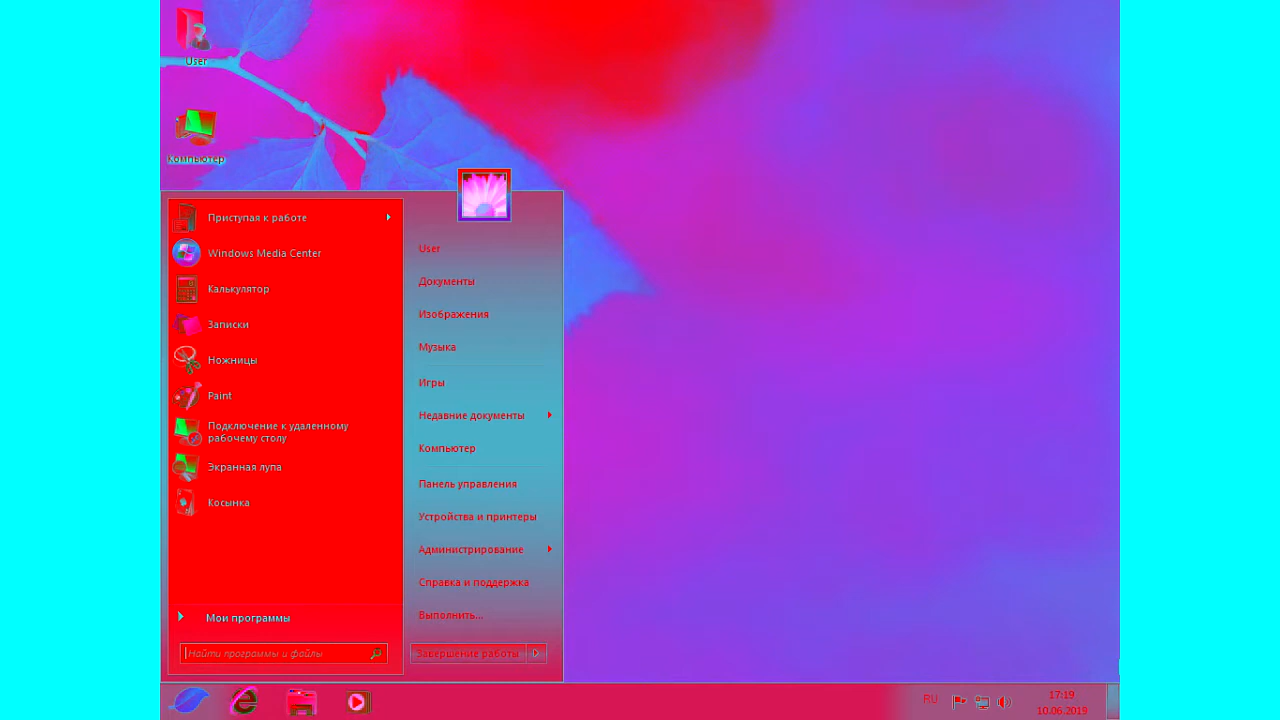 User
Компьютер
Приступая к работе
Windows Media Center
Калькулятор
Записки
Ножницы
Paint
Подключение к удаленному
рабочему столу
Экранная лупа
Косынка
Мои программы
Найти программы и файлы
User
Документы
Изображения
Музыка
Игры
Недавние документы
Компьютер
Панель управления
Устройства и принтеры
Администрирование
Справка и поддержка
Выполнить...
Завершение работы
RU
17:19
10.06.2019